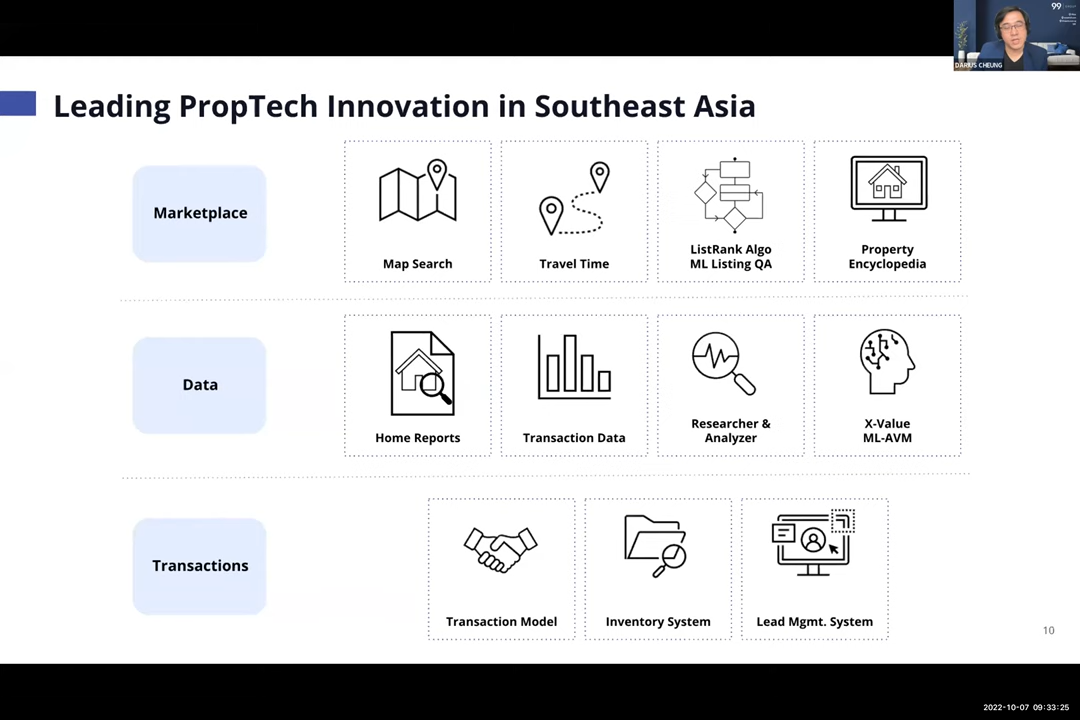 99
DARIUS CHEUNG
Leading PropTech Innovation in Southeast Asia
Marketplace
Map Search
Travel Time
ListRank Algo
ML Listing QA
Property
Encyclopedia
Data
Home Reports
Transaction Data
Researcher &
Analyzer
X-Value
ML-AVM
Transactions
Transaction Model
Inventory System
Lead Mgmt. System
10
2022-10-07 09:33:25